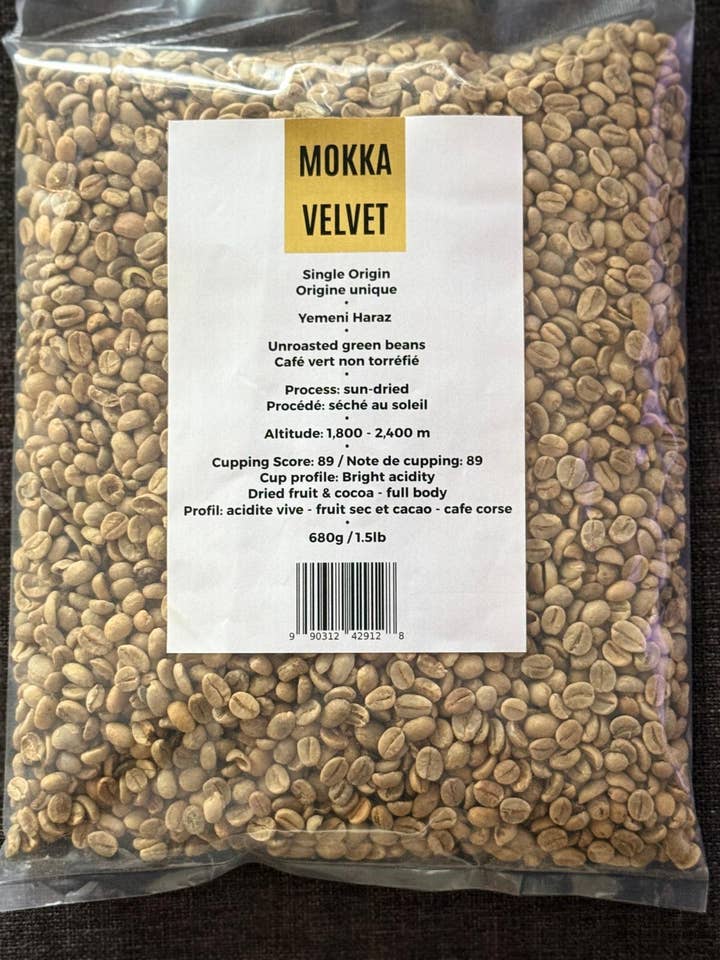 MOKKA
VELVET
Single Origin
Origine unique
•
Yemeni Haraz
•
Unroasted green beans
Café vert non torréfié
•
Process: sun-dried
Procédé: séché au soleil
•
Altitude: 1,800 - 2,400 m
•
Cupping Score: 89 / Note de cupping: 89
Cup profile: Bright acidity
Dried fruit & cocoa - full body
Profil: acidite vive - fruit sec et cacao - cafe corse
•
680g / 1.5lb
9 90312 42912 8